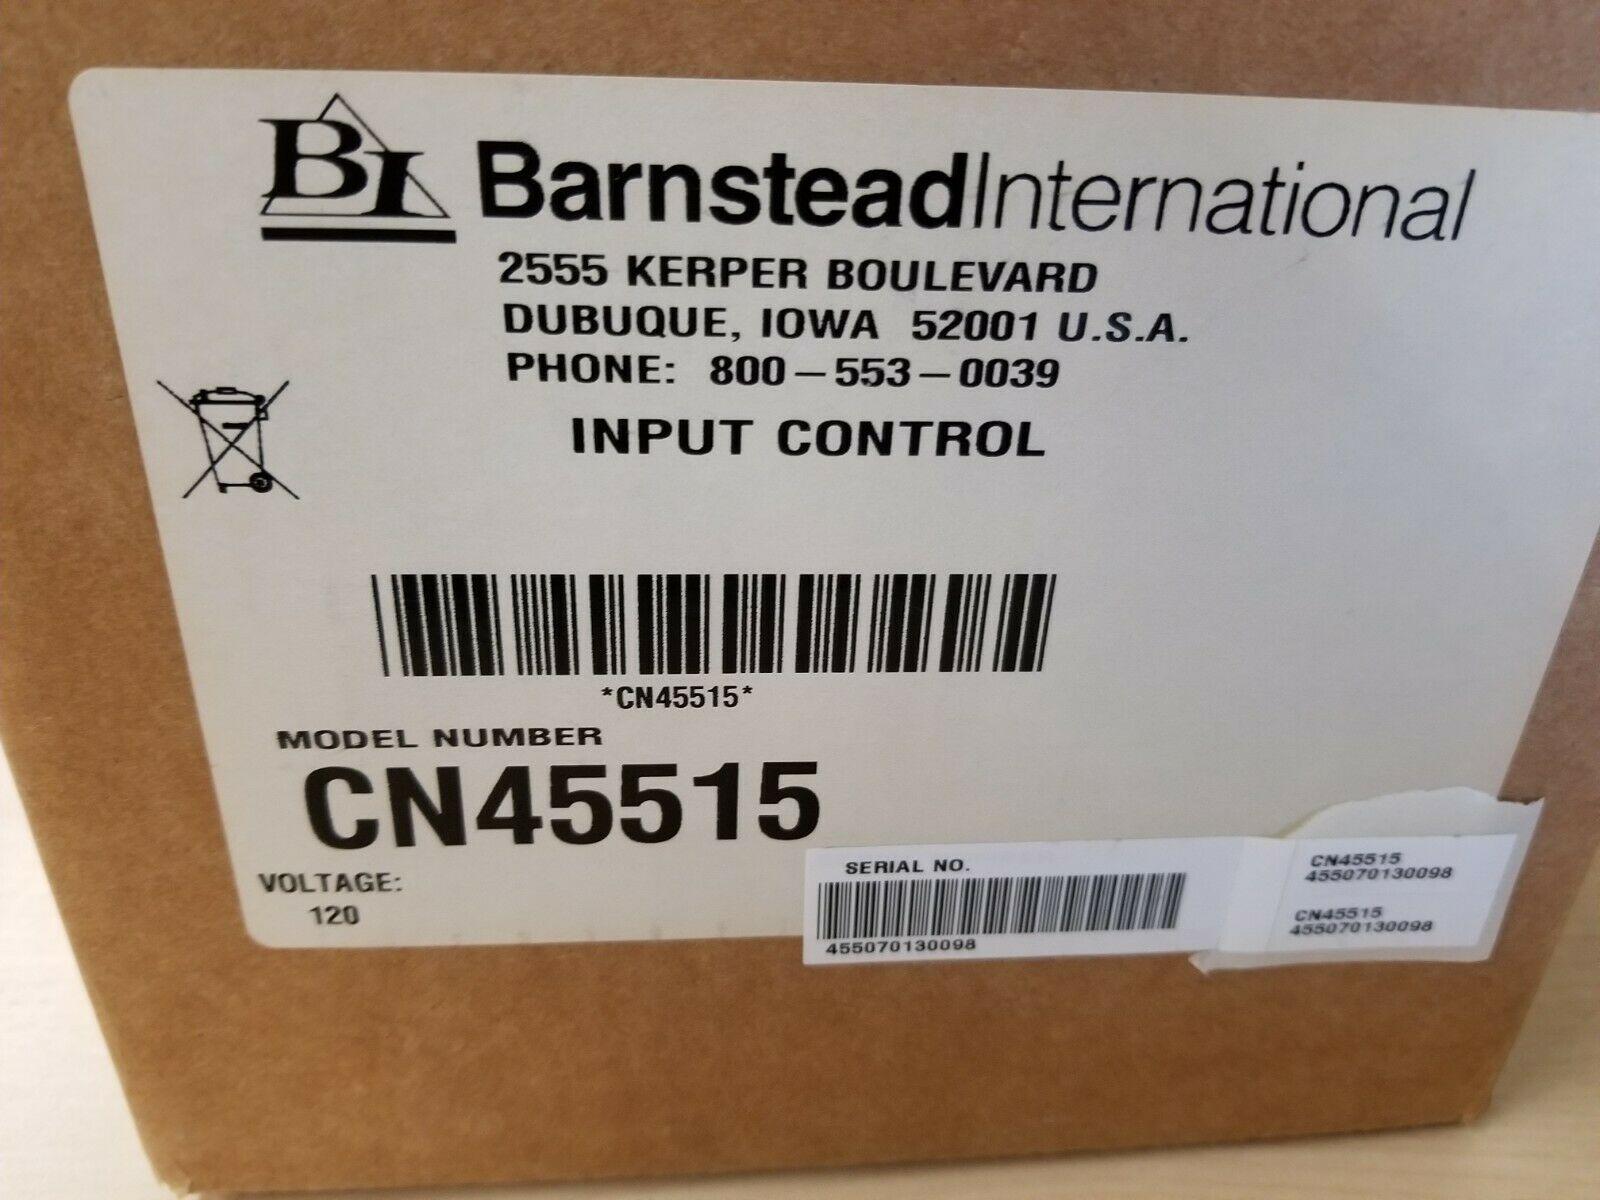 BI BarnsteadInternational
2555 KERPER BOULEVARD
DUBUQUE, IOWA 52001 U.S.A.
PHONE: 800-553-0039
INPUT CONTROL
*CN45515*
MODEL NUMBER
CN45515
VOLTAGE:
120
SERIAL NO.
455070130098
CN45515
455070130098
CN45515
455070130098